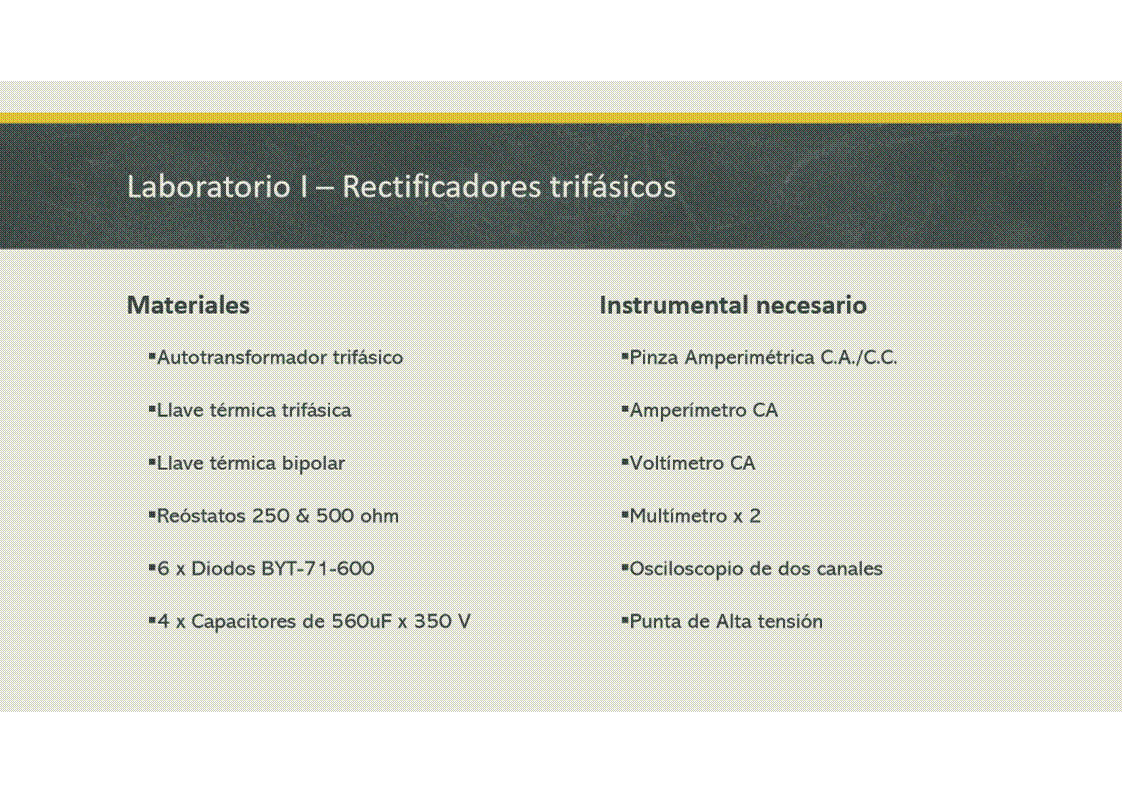 Laboratorio I – Rectificadores trifásicos
Materiales
▪Autotransformador trifásico
▪Llave térmica trifásica
▪Llave térmica bipolar
▪Reóstatos 250 & 500 ohm
▪6 x Diodos BYT-71-600
▪4 x Capacitores de 560uF x 350 V
Instrumental necesario
▪Pinza Amperimétrica C.A./C.C.
▪Amperímetro CA
▪Voltímetro CA
▪Multímetro x 2
▪Osciloscopio de dos canales
▪Punta de Alta tensión